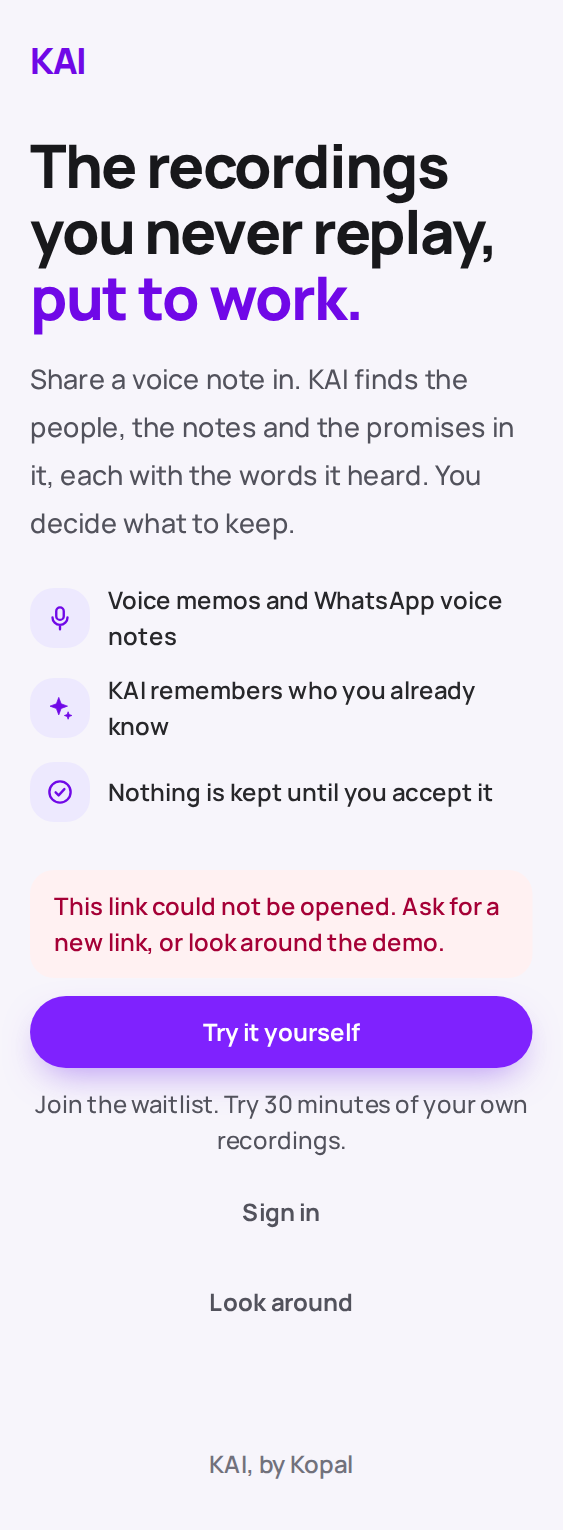 KAI
The recordings
you never replay,
put to work.
Share a voice note in. KAI finds the
people, the notes and the promises in
it, each with the words it heard. You
decide what to keep.
Voice memos and WhatsApp voice
notes
KAI remembers who you already
know
Nothing is kept until you accept it
This link could not be opened. Ask for a
new link, or look around the demo.
Try it yourself
Join the waitlist. Try 30 minutes of your own
recordings.
Sign in
Look around
KAI, by Kopal